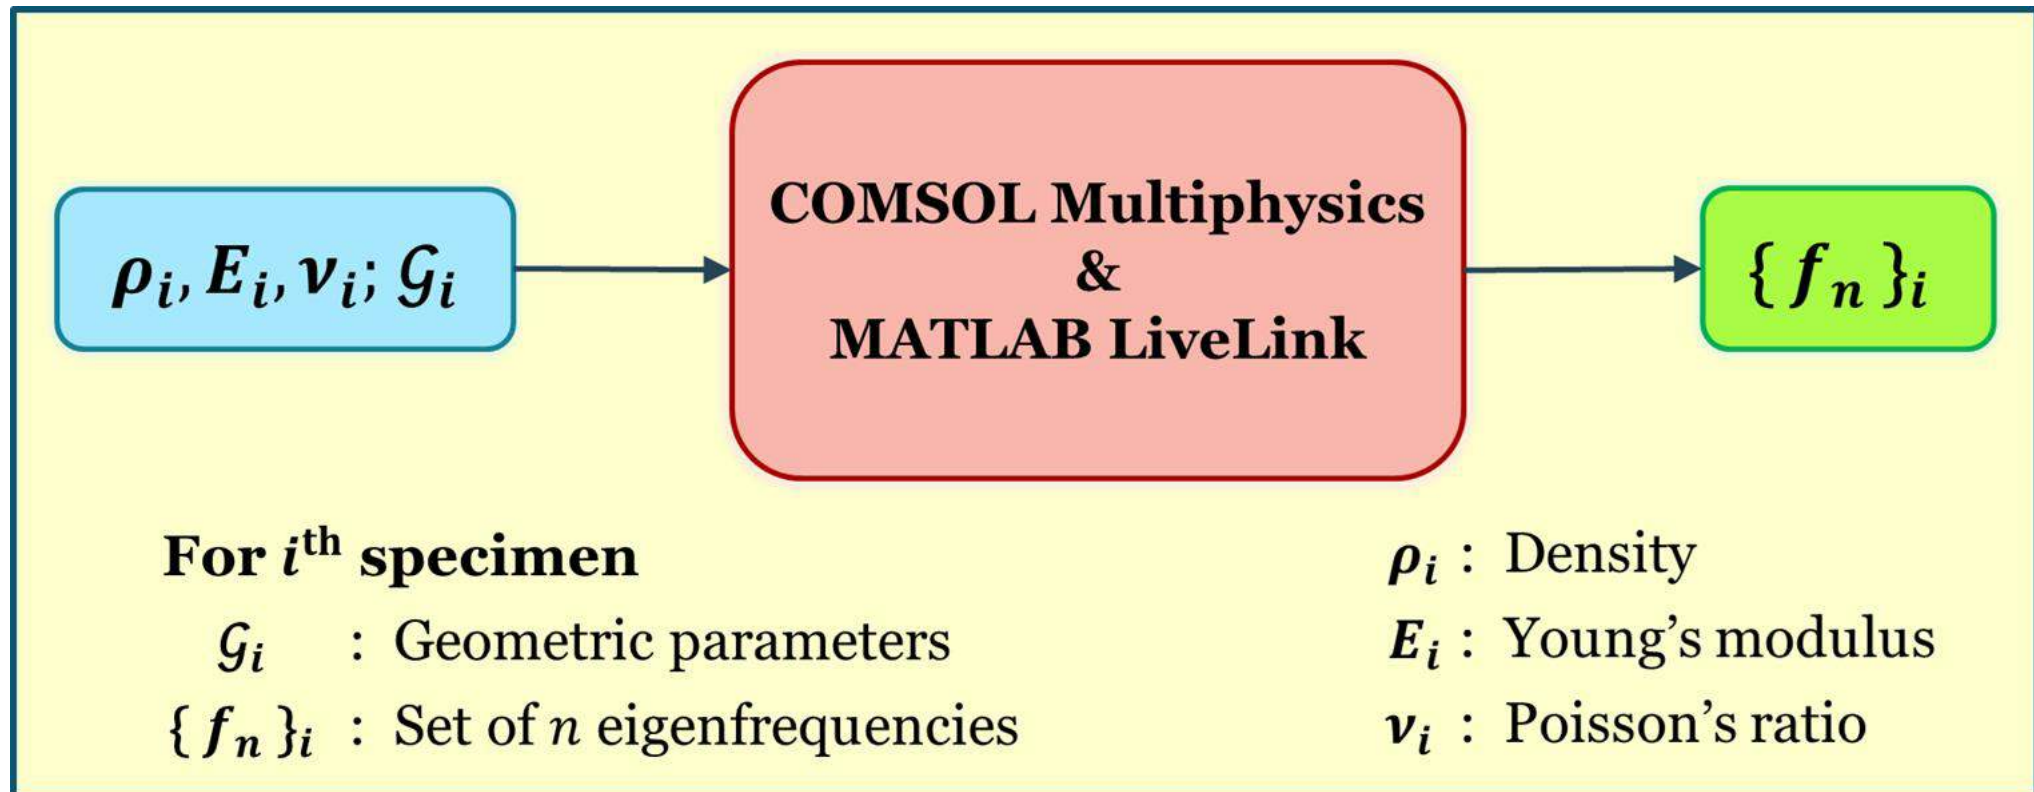 ρᵢ, Eᵢ, νᵢ; 𝒢ᵢ
COMSOL Multiphysics
&
MATLAB LiveLink
{ fₙ }ᵢ
For iᵗʰ specimen
𝒢ᵢ : Geometric parameters
{ fₙ }ᵢ : Set of n eigenfrequencies
ρᵢ : Density
Eᵢ : Young’s modulus
νᵢ : Poisson’s ratio